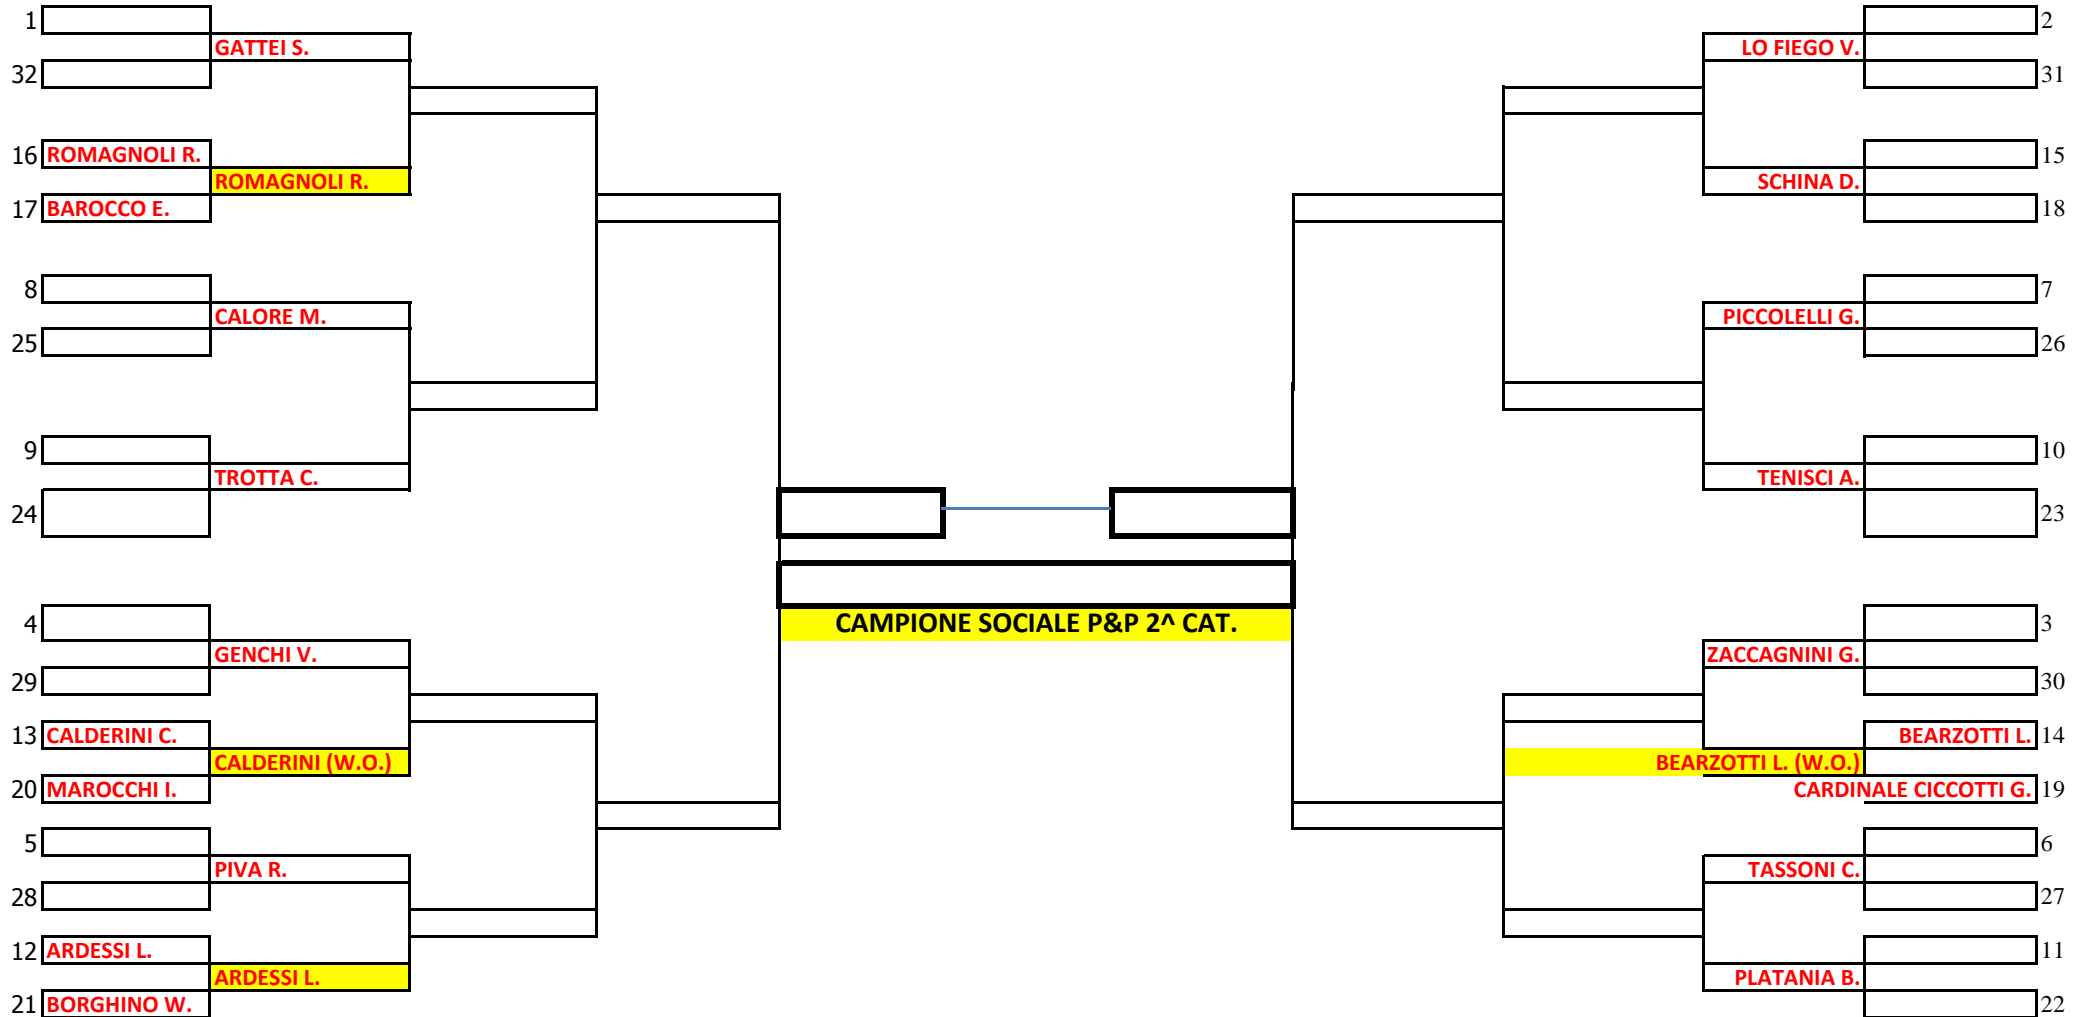 1
GATTEI S.
32
16 ROMAGNOLI R.
ROMAGNOLI R.
17 BAROCCO E.
8
CALORE M.
25
9
TROTTA C.
24
4
GENCHI V.
29
13 CALDERINI C.
CALDERINI (W.O.)
20 MAROCCHI I.
5
PIVA R.
28
12 ARDESSI L.
ARDESSI L.
21 BORGHINO W.
CAMPIONE SOCIALE P&P 2^ CAT.
2
LO FIEGO V.
31
15
SCHINA D.
18
7
PICCOLELLI G.
26
10
TENISCI A.
23
3
ZACCAGNINI G.
30
BEARZOTTI L. 14
BEARZOTTI L. (W.O.)
CARDINALE CICCOTTI G. 19
6
TASSONI C.
27
11
PLATANIA B.
22